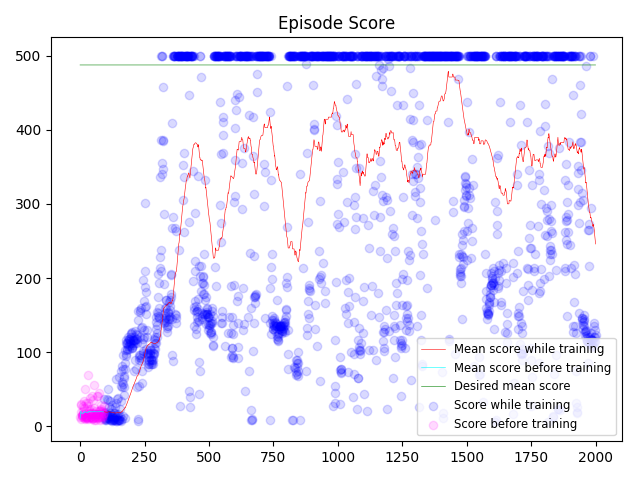 Episode Score
500
400
300
200
100
0
0 250 500 750 1000 1250 1500 1750 2000
Mean score while training
Mean score before training
Desired mean score
Score while training
Score before training